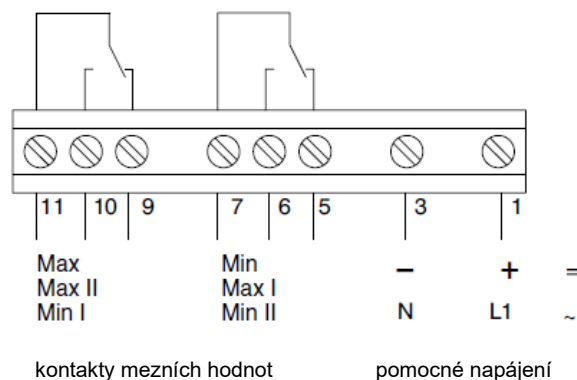 11 10 9 7 6 5 3 1
Max Min − + =
Max II Max I
Min I Min II N L1 ~
kontakty mezních hodnot pomocné napájení